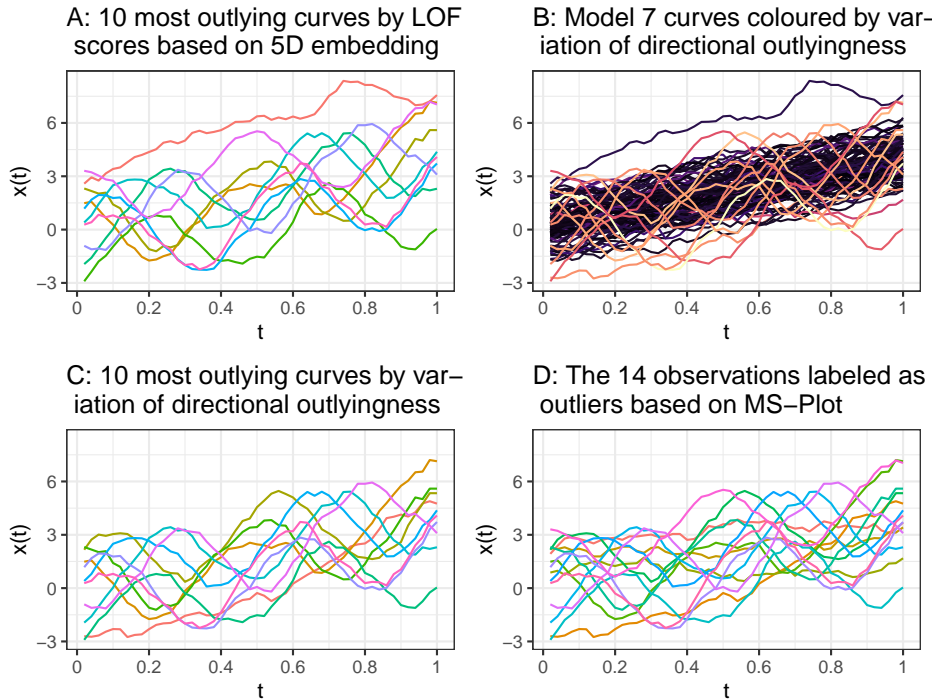 A: 10 most outlying curves by LOF
scores based on 5D embedding
x(t)
6
3
0
−3
0 0.2 0.4 0.6 0.8 1
t
B: Model 7 curves coloured by var−
iation of directional outlyingness
x(t)
6
3
0
−3
0 0.2 0.4 0.6 0.8 1
t
C: 10 most outlying curves by var−
iation of directional outlyingness
x(t)
6
3
0
−3
0 0.2 0.4 0.6 0.8 1
t
D: The 14 observations labeled as
outliers based on MS−Plot
x(t)
6
3
0
−3
0 0.2 0.4 0.6 0.8 1
t